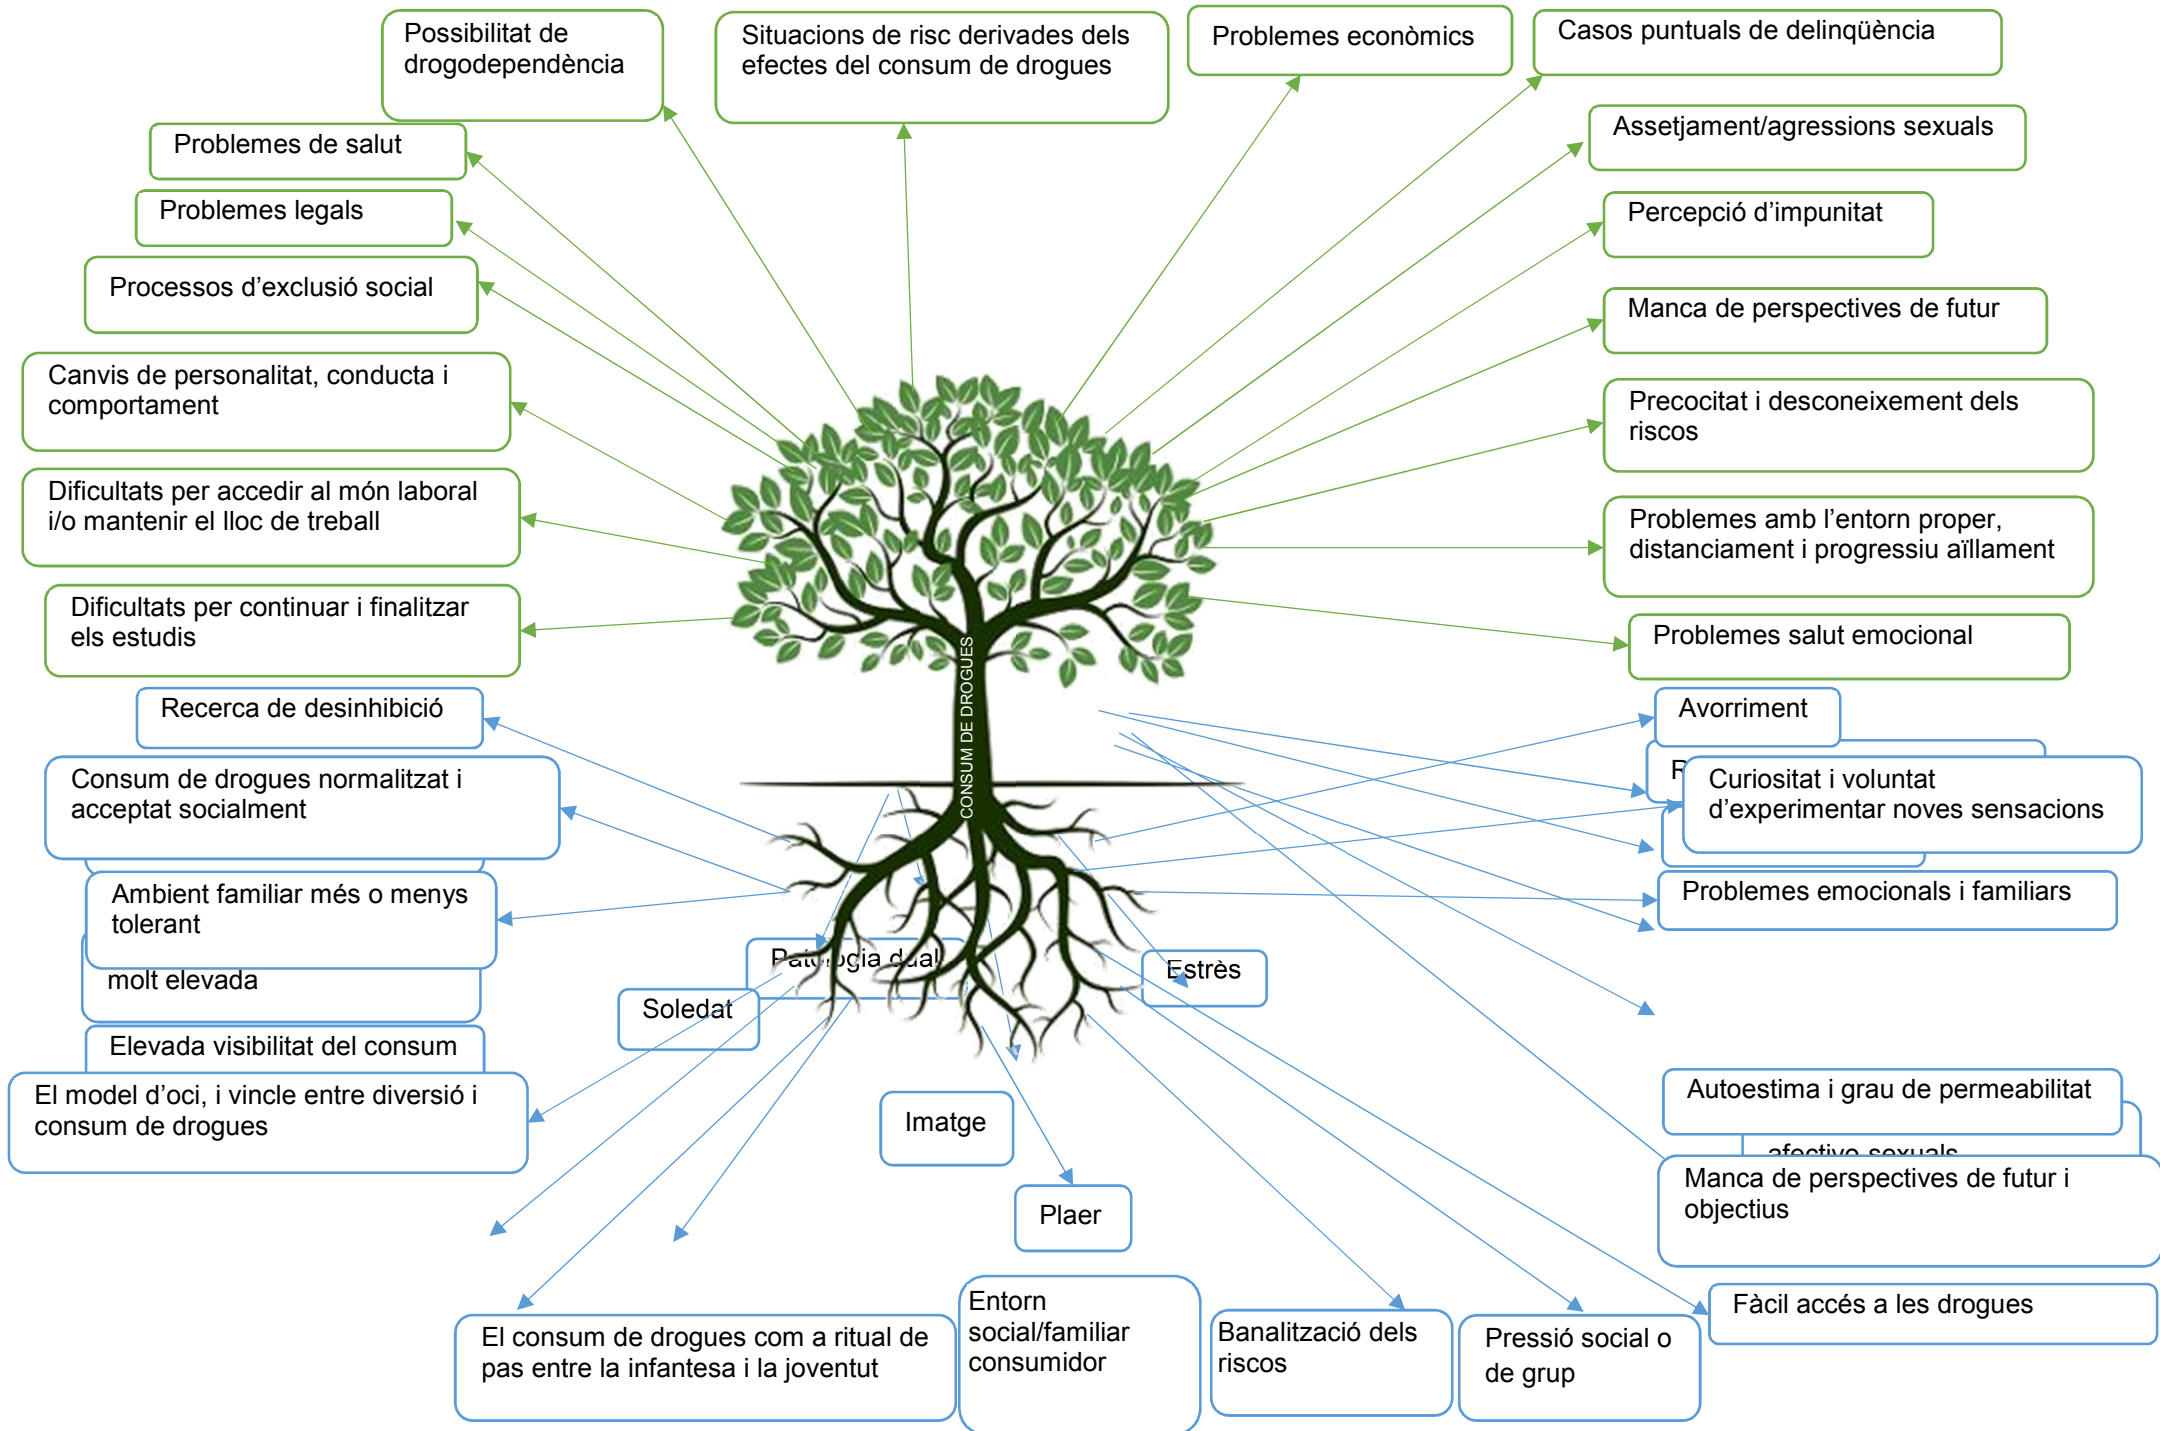 Possibilitat de
drogodependència
Situacions de risc derivades dels
efectes del consum de drogues
Problemes econòmics
Casos puntuals de delinqüència
Problemes de salut
Assetjament/agressions sexuals
Problemes legals
Percepció d’impunitat
Processos d’exclusió social
Manca de perspectives de futur
Canvis de personalitat, conducta i
comportament
Precocitat i desconeixement dels
riscos
Dificultats per accedir al món laboral
i/o mantenir el lloc de treball
Problemes amb l’entorn proper,
distanciament i progressiu aïllament
Dificultats per continuar i finalitzar
els estudis
Problemes salut emocional
CONSUM DE DROGUES
Recerca de desinhibició
Avorriment
Consum de drogues normalitzat i
acceptat socialment
Curiositat i voluntat
d’experimentar noves sensacions
Ambient familiar més o menys
tolerant
Problemes emocionals i familiars
molt elevada
Patologia dual
Estrès
Soledat
Elevada visibilitat del consum
El model d’oci, i vincle entre diversió i
consum de drogues
Autoestima i grau de permeabilitat
afectivo sexuals
Imatge
Manca de perspectives de futur i
objectius
Plaer
Fàcil accés a les drogues
El consum de drogues com a ritual de
pas entre la infantesa i la joventut
Entorn
social/familiar
consumidor
Banalització dels
riscos
Pressió social o
de grup